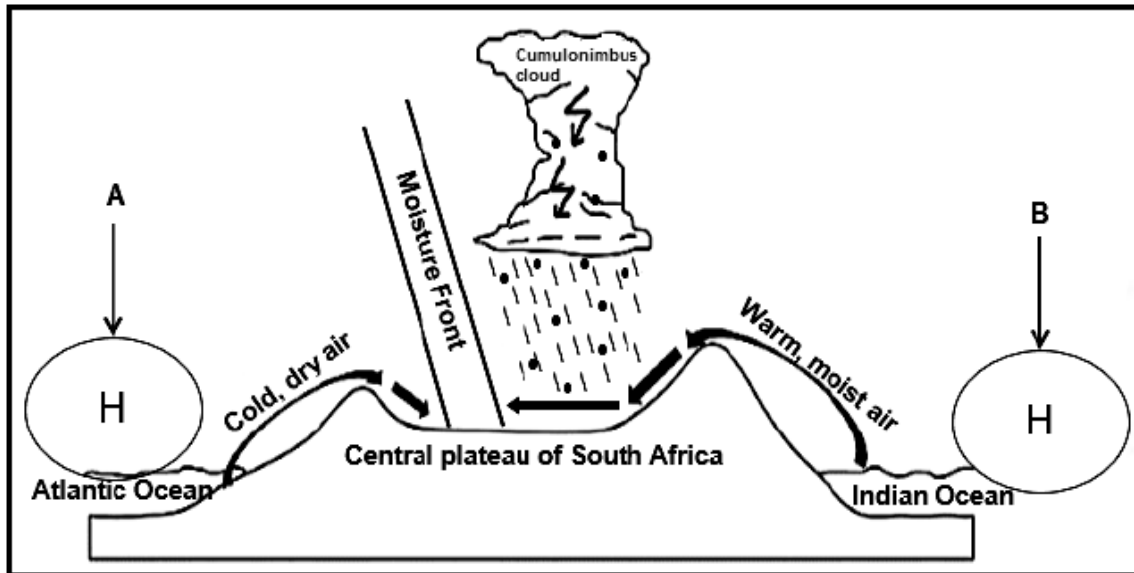 Cumulonimbus
cloud
A
Moisture Front
B
Cold, dry air
Warm, moist air
H
H
Central plateau of South Africa
Atlantic Ocean
Indian Ocean